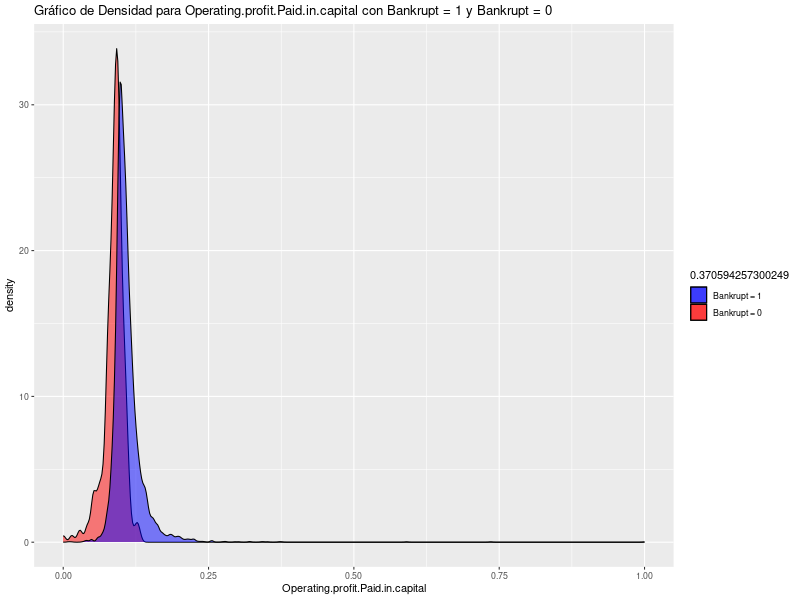 Gráfico de Densidad para Operating.profit.Paid.in.capital con Bankrupt = 1 y Bankrupt = 0
30
20
10
0
density
0.00
0.25
0.50
0.75
1.00
Operating.profit.Paid.in.capital
0.370594257300249
Bankrupt = 1
Bankrupt = 0